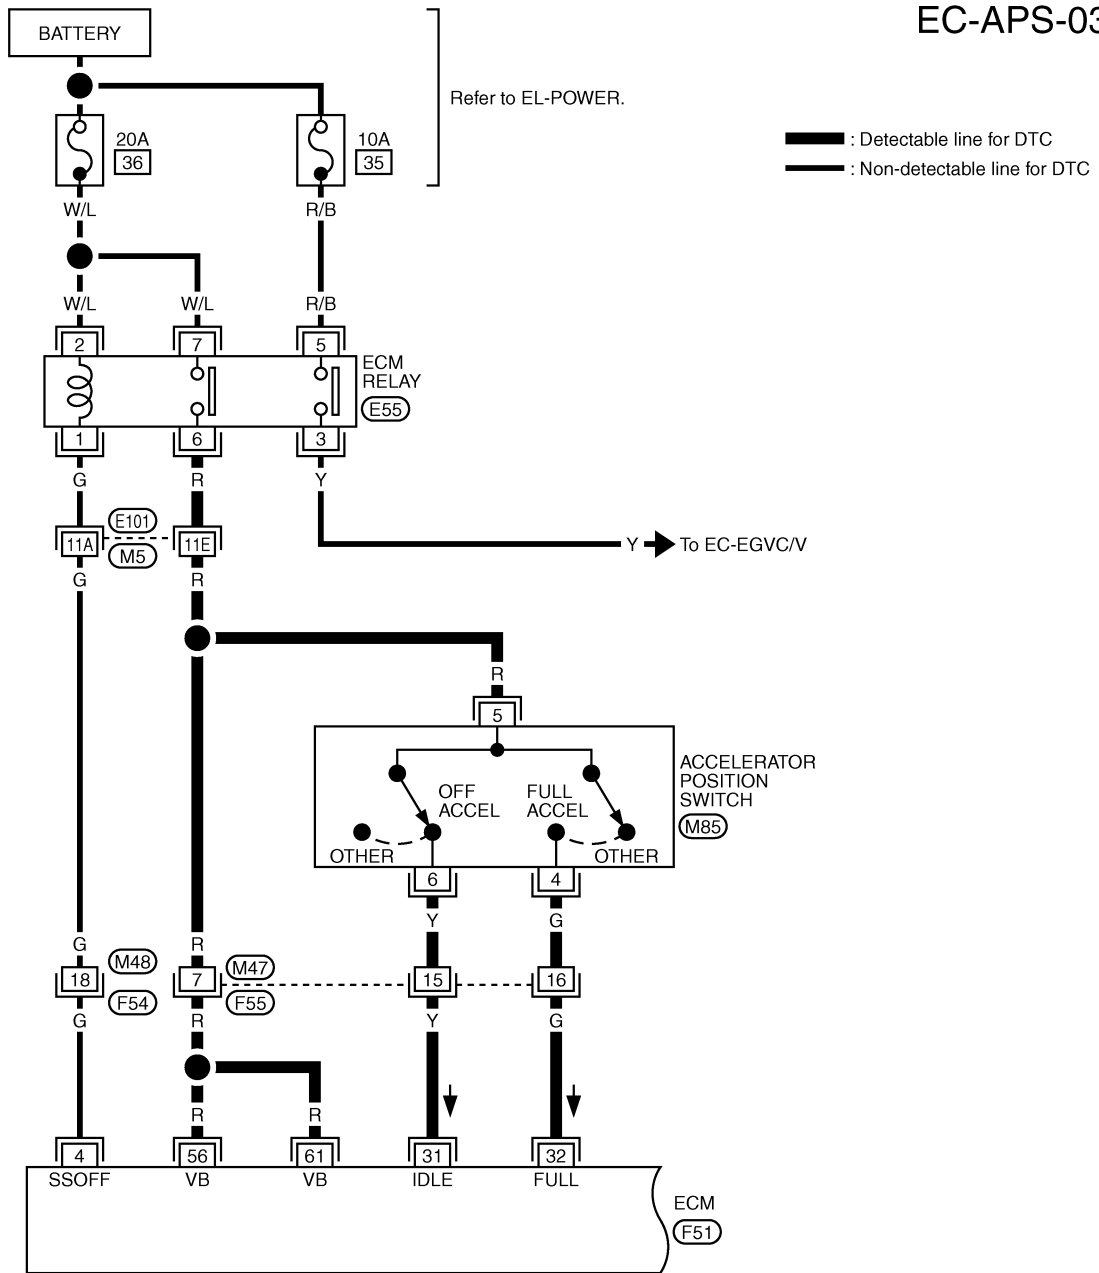 EC-APS-03
BATTERY
Refer to EL-POWER.
: Detectable line for DTC
: Non-detectable line for DTC
20A
36
10A
35
W/L
R/B
W/L
W/L
R/B
2
7
5
ECM
RELAY
E55
1
6
3
G
R
Y
E101
11A
11E
M5
Y
To EC-EGVC/V
G
R
R
5
ACCELERATOR
POSITION
SWITCH
M85
OFF
ACCEL
FULL
ACCEL
OTHER
OTHER
6
4
Y
G
G
R
M48
M47
18
7
15
16
F54
F55
G
R
Y
G
R
R
4
56
61
31
32
SSOFF
VB
VB
IDLE
FULL
ECM
F51